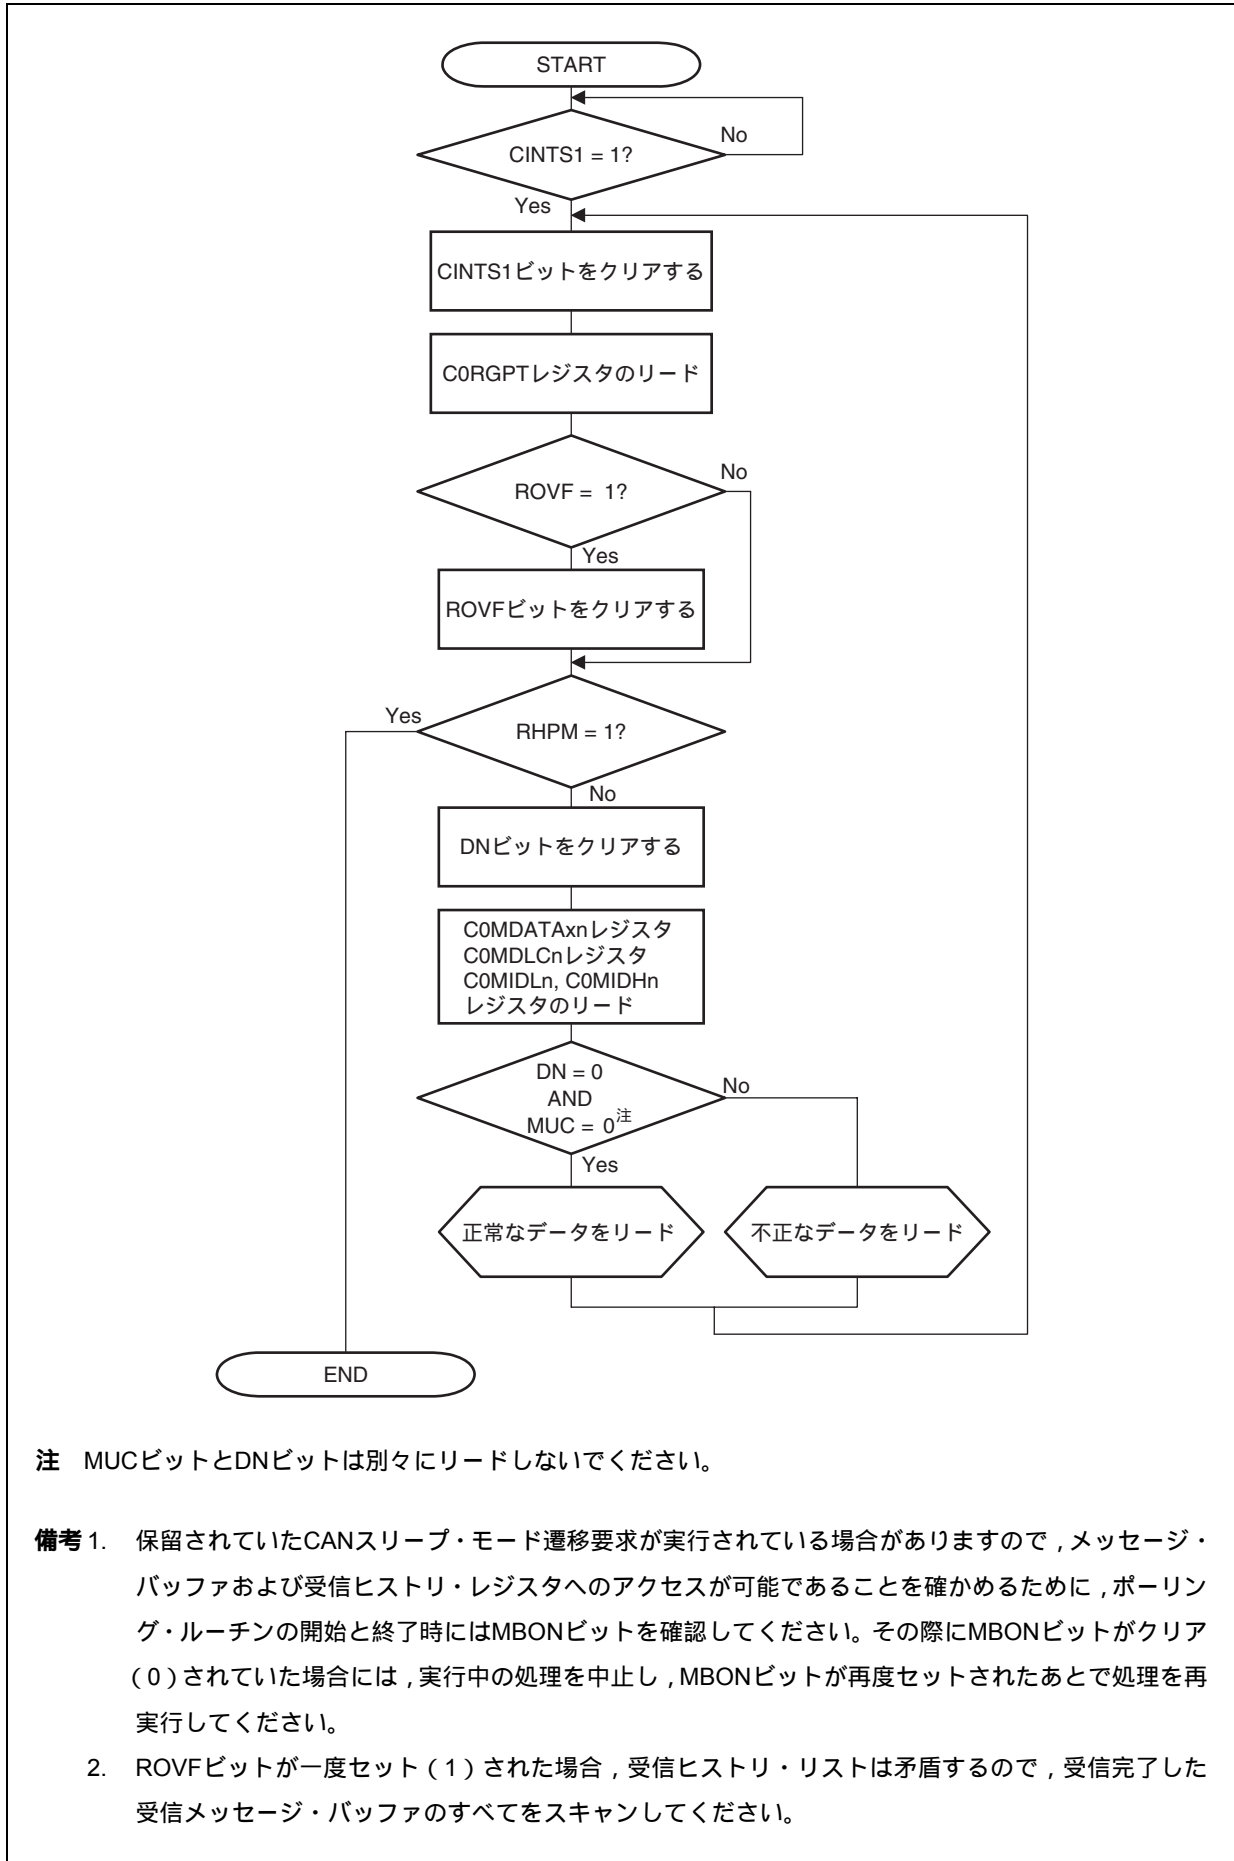 START
CINTS1 = 1?
No
Yes
CINTS1ビットをクリアする
C0RGPTレジスタのリード
ROVF = 1?
No
Yes
ROVFビットをクリアする
RHPM = 1?
Yes
No
DNビットをクリアする
C0MDATAxnレジスタ
C0MDLCnレジスタ
C0MIDLn, C0MIDHn
レジスタのリード
DN = 0
AND
MUC = 0注
No
Yes
正常なデータをリード
不正なデータをリード
END
注 MUCビットとDNビットは別々にリードしないでください。
備考1. 保留されていたCANスリープ・モード遷移要求が実行されている場合がありますので，メッセージ・
バッファおよび受信ヒストリ・レジスタへのアクセスが可能であることを確かめるために，ポーリン
グ・ルーチンの開始と終了時にはMBONビットを確認してください。その際にMBONビットがクリア
（0）されていた場合には，実行中の処理を中止し，MBONビットが再度セットされたあとで処理を再
実行してください。
2. ROVFビットが一度セット（1）された場合，受信ヒストリ・リストは矛盾するので，受信完了した
受信メッセージ・バッファのすべてをスキャンしてください。